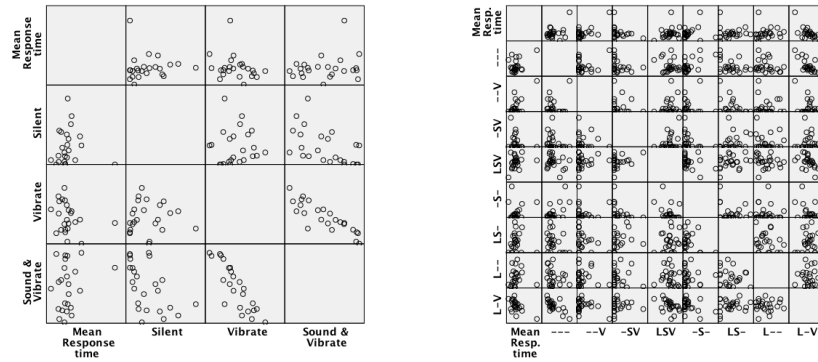 Mean
Response
time
Silent
Vibrate
Sound &
Vibrate
Mean
Response
time
Silent
Vibrate
Sound &
Vibrate
Mean
Resp.
time
---
--V
-SV
LSV
-S-
LS-
L--
L-V
Mean
Resp.
time
---
--V
-SV
LSV
-S-
LS-
L--
L-V